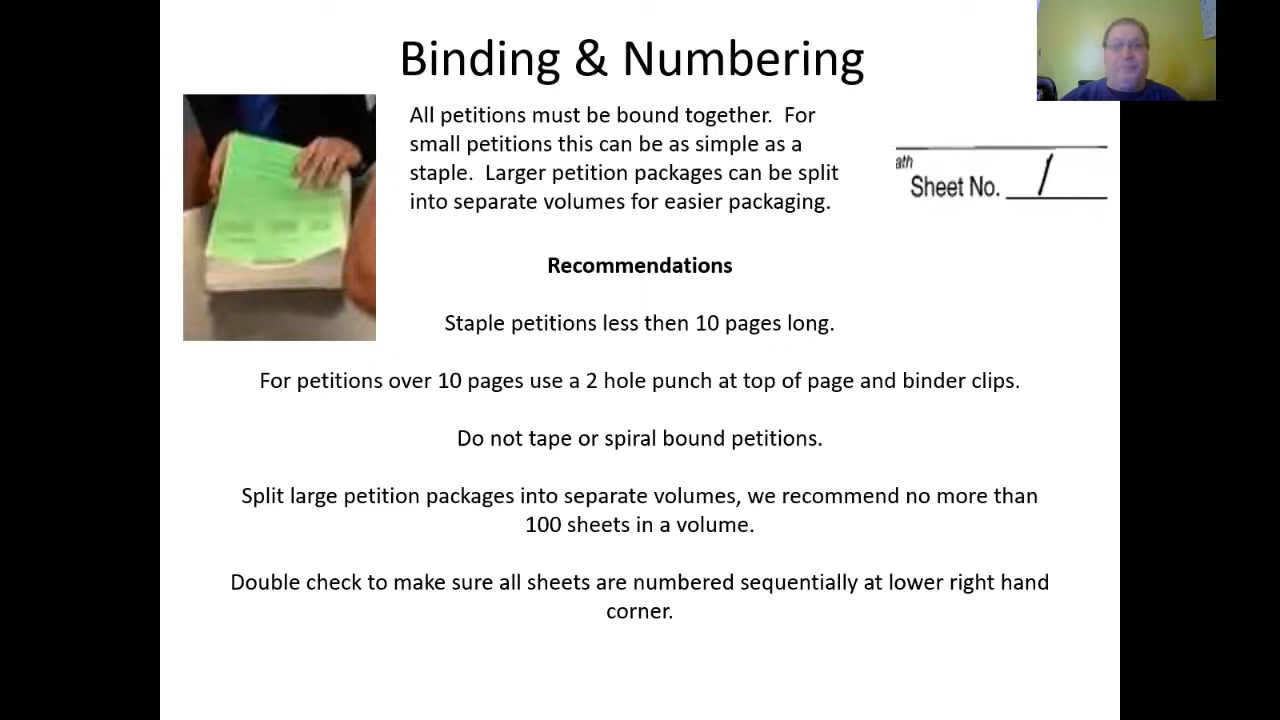 Binding & Numbering
All petitions must be bound together. For
small petitions this can be as simple as a
staple. Larger petition packages can be split
into separate volumes for easier packaging.
ath
Sheet No. 1
Recommendations
Staple petitions less then 10 pages long.
For petitions over 10 pages use a 2 hole punch at top of page and binder clips.
Do not tape or spiral bound petitions.
Split large petition packages into separate volumes, we recommend no more than
100 sheets in a volume.
Double check to make sure all sheets are numbered sequentially at lower right hand
corner.